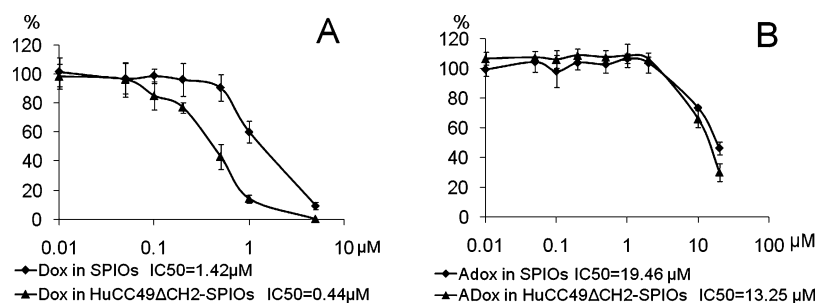 A
%
120
100
80
60
40
20
0
0.01 0.1 1 10 µM
Dox in SPIOs IC50=1.42µM
Dox in HuCC49ΔCH2-SPIOs IC50=0.44µM
B
%
120
100
80
60
40
20
0
0.01 0.1 1 10 100 µM
Adox in SPIOs IC50=19.46 µM
ADox in HuCC49ΔCH2-SPIOs IC50=13.25 µM